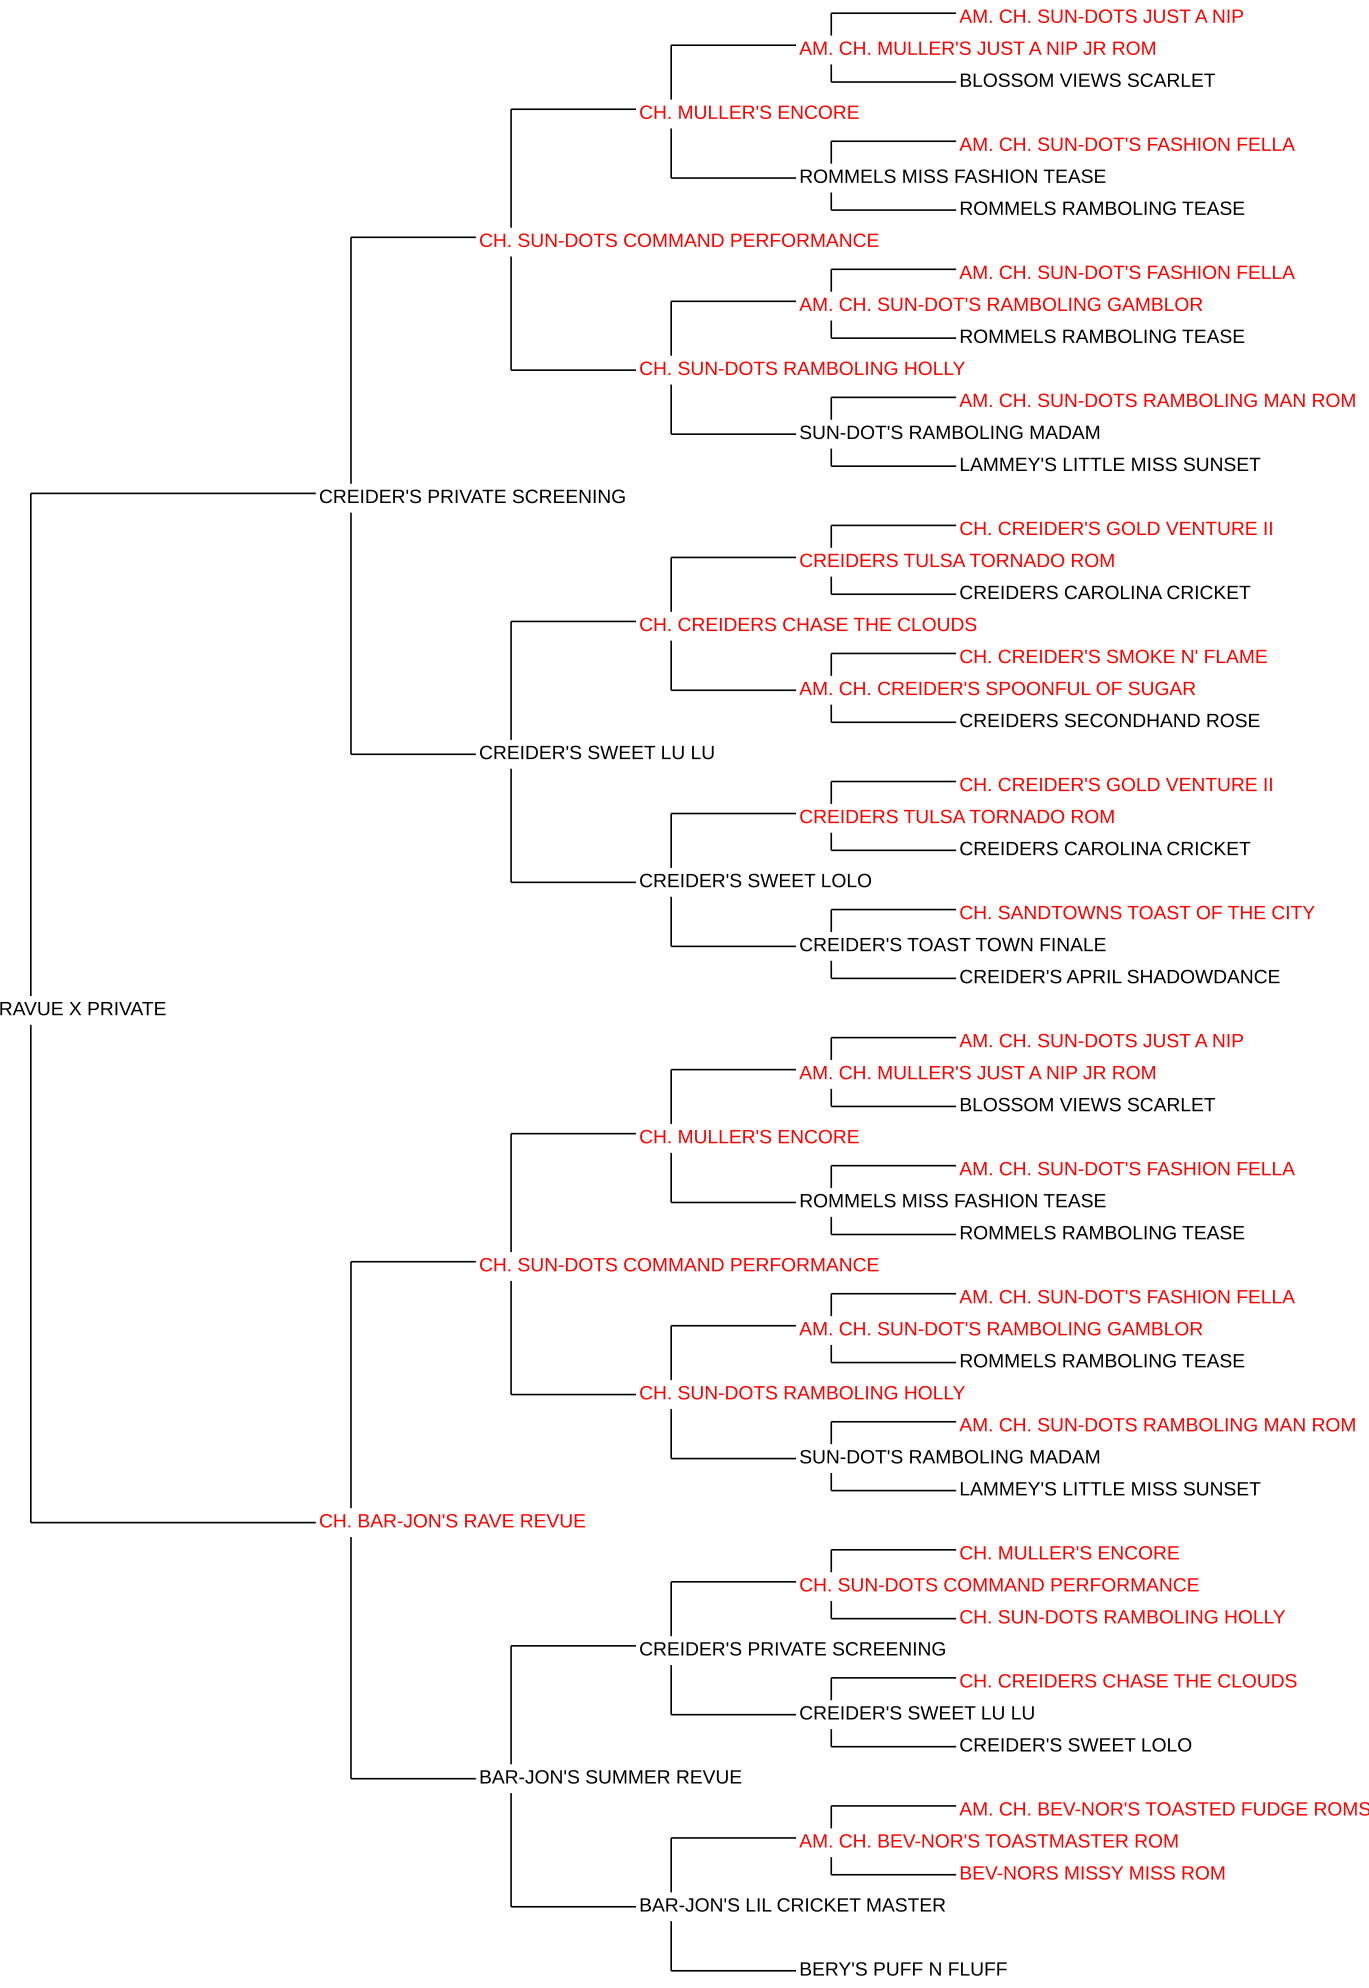 AM. CH. SUN-DOTS JUST A NIP
AM. CH. MULLER'S JUST A NIP JR ROM
BLOSSOM VIEWS SCARLET
CH. MULLER'S ENCORE
AM. CH. SUN-DOT'S FASHION FELLA
ROMMELS MISS FASHION TEASE
ROMMELS RAMBOLING TEASE
CH. SUN-DOTS COMMAND PERFORMANCE
AM. CH. SUN-DOT'S FASHION FELLA
AM. CH. SUN-DOT'S RAMBOLING GAMBLOR
ROMMELS RAMBOLING TEASE
CH. SUN-DOTS RAMBOLING HOLLY
AM. CH. SUN-DOTS RAMBOLING MAN ROM
SUN-DOT'S RAMBOLING MADAM
LAMMEY'S LITTLE MISS SUNSET
CREIDER'S PRIVATE SCREENING
CH. CREIDER'S GOLD VENTURE II
CREIDERS TULSA TORNADO ROM
CREIDERS CAROLINA CRICKET
CH. CREIDERS CHASE THE CLOUDS
CH. CREIDER'S SMOKE N' FLAME
AM. CH. CREIDER'S SPOONFUL OF SUGAR
CREIDERS SECONDHAND ROSE
CREIDER'S SWEET LU LU
CH. CREIDER'S GOLD VENTURE II
CREIDERS TULSA TORNADO ROM
CREIDERS CAROLINA CRICKET
CREIDER'S SWEET LOLO
CH. SANDTOWNS TOAST OF THE CITY
CREIDER'S TOAST TOWN FINALE
CREIDER'S APRIL SHADOWDANCE
RAVUE X PRIVATE
AM. CH. SUN-DOTS JUST A NIP
AM. CH. MULLER'S JUST A NIP JR ROM
BLOSSOM VIEWS SCARLET
CH. MULLER'S ENCORE
AM. CH. SUN-DOT'S FASHION FELLA
ROMMELS MISS FASHION TEASE
ROMMELS RAMBOLING TEASE
CH. SUN-DOTS COMMAND PERFORMANCE
AM. CH. SUN-DOT'S FASHION FELLA
AM. CH. SUN-DOT'S RAMBOLING GAMBLOR
ROMMELS RAMBOLING TEASE
CH. SUN-DOTS RAMBOLING HOLLY
AM. CH. SUN-DOTS RAMBOLING MAN ROM
SUN-DOT'S RAMBOLING MADAM
LAMMEY'S LITTLE MISS SUNSET
CH. BAR-JON'S RAVE REVUE
CH. MULLER'S ENCORE
CH. SUN-DOTS COMMAND PERFORMANCE
CH. SUN-DOTS RAMBOLING HOLLY
CREIDER'S PRIVATE SCREENING
CH. CREIDERS CHASE THE CLOUDS
CREIDER'S SWEET LU LU
CREIDER'S SWEET LOLO
BAR-JON'S SUMMER REVUE
AM. CH. BEV-NOR'S TOASTED FUDGE ROMS
AM. CH. BEV-NOR'S TOASTMASTER ROM
BEV-NORS MISSY MISS ROM
BAR-JON'S LIL CRICKET MASTER
BERY'S PUFF N FLUFF